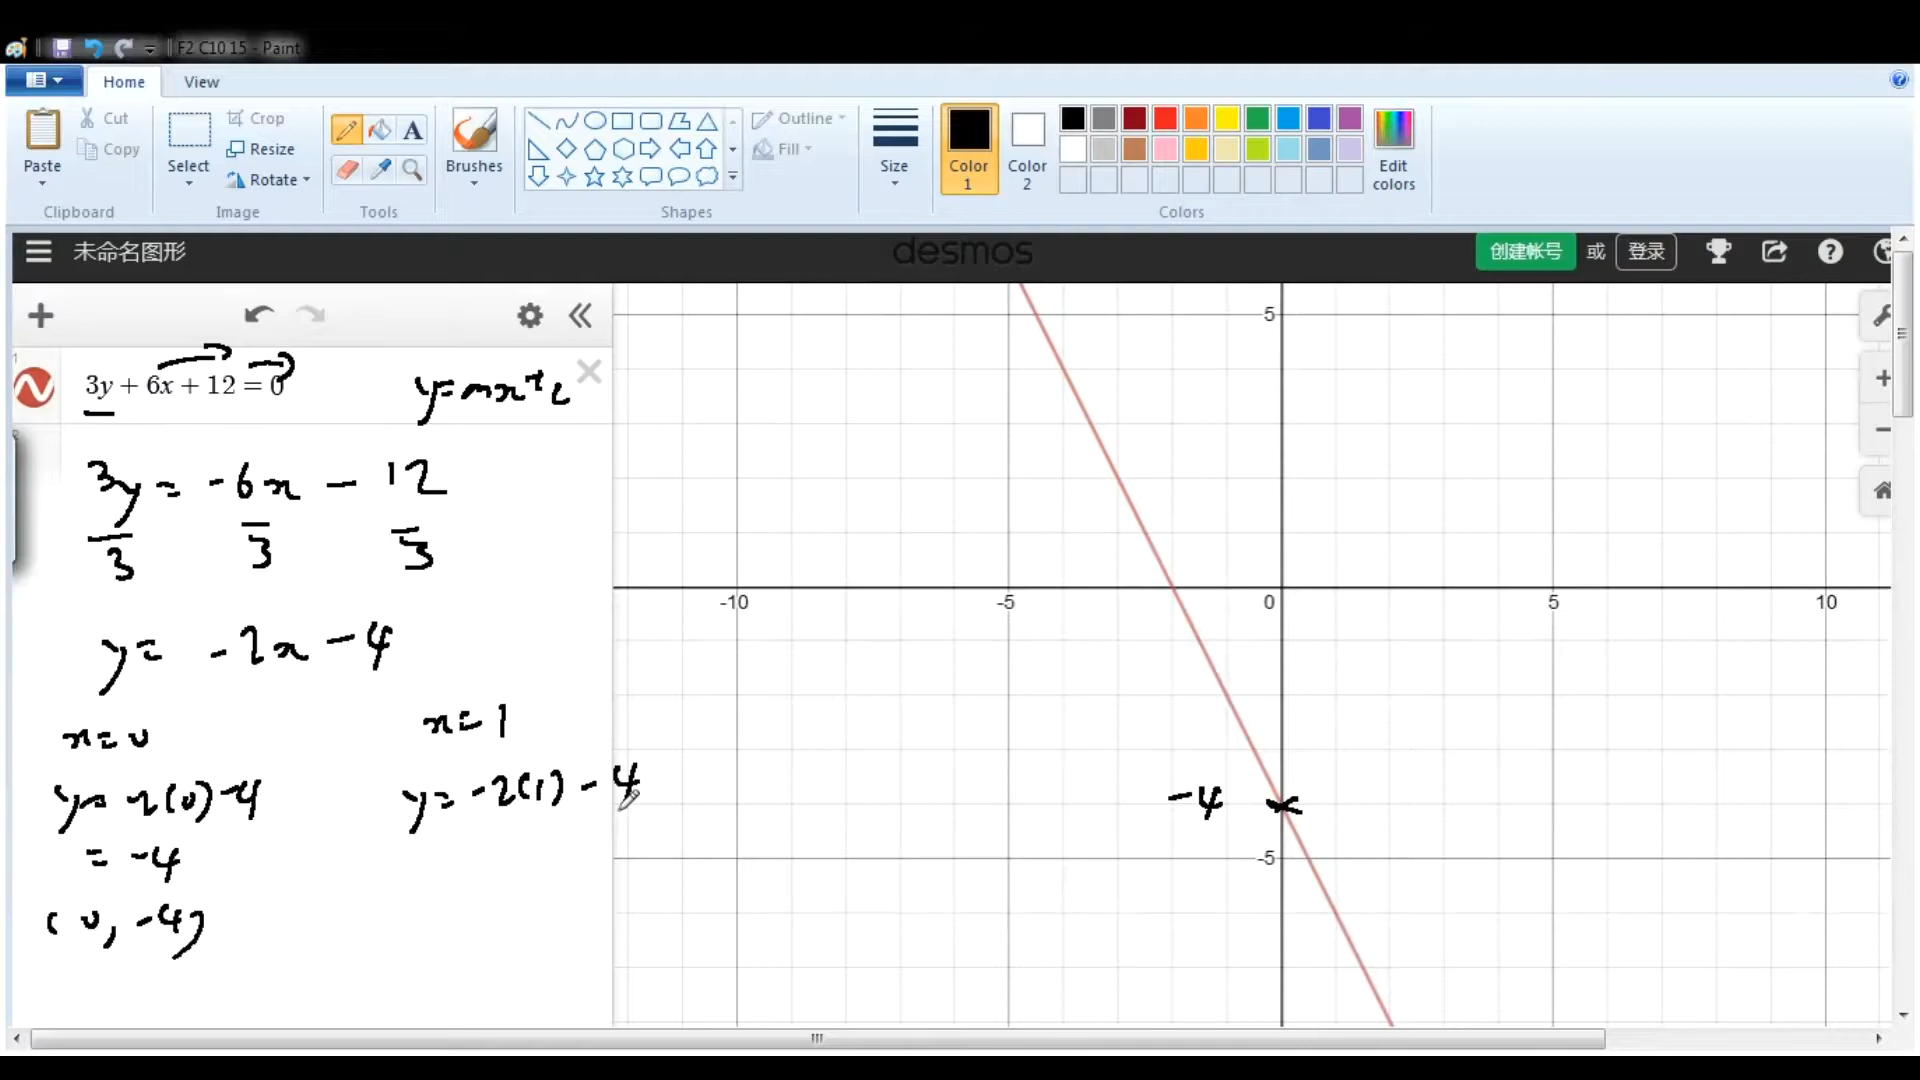 F2 C10 15 - Paint
Home View
Paste Cut Copy Clipboard
Select Crop Resize Rotate Image
Tools
Brushes
Outline Fill Shapes
Size
Color 1 Color 2 Edit colors Colors
未命名图形 desmos 创建帐号 或 登录
1
3y + 6x + 12 = 0
y=mx+c
3y = -6x - 12
3 3 3
y = -2x - 4
x=0
y= 2(0)-4
= -4
(0, -4)
x=1
y= -2(1) - 4
5
-10 -5 0 5 10
-4
-5